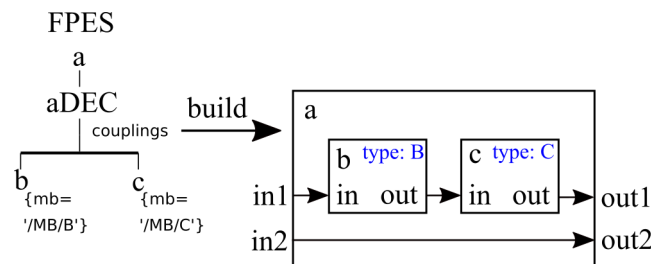 FPES
a
aDEC
couplings
b
{mb=
'/MB/B'}
c
{mb=
'/MB/C'}
build
a
b type: B
in out
c type: C
in out
in1
out1
in2
out2